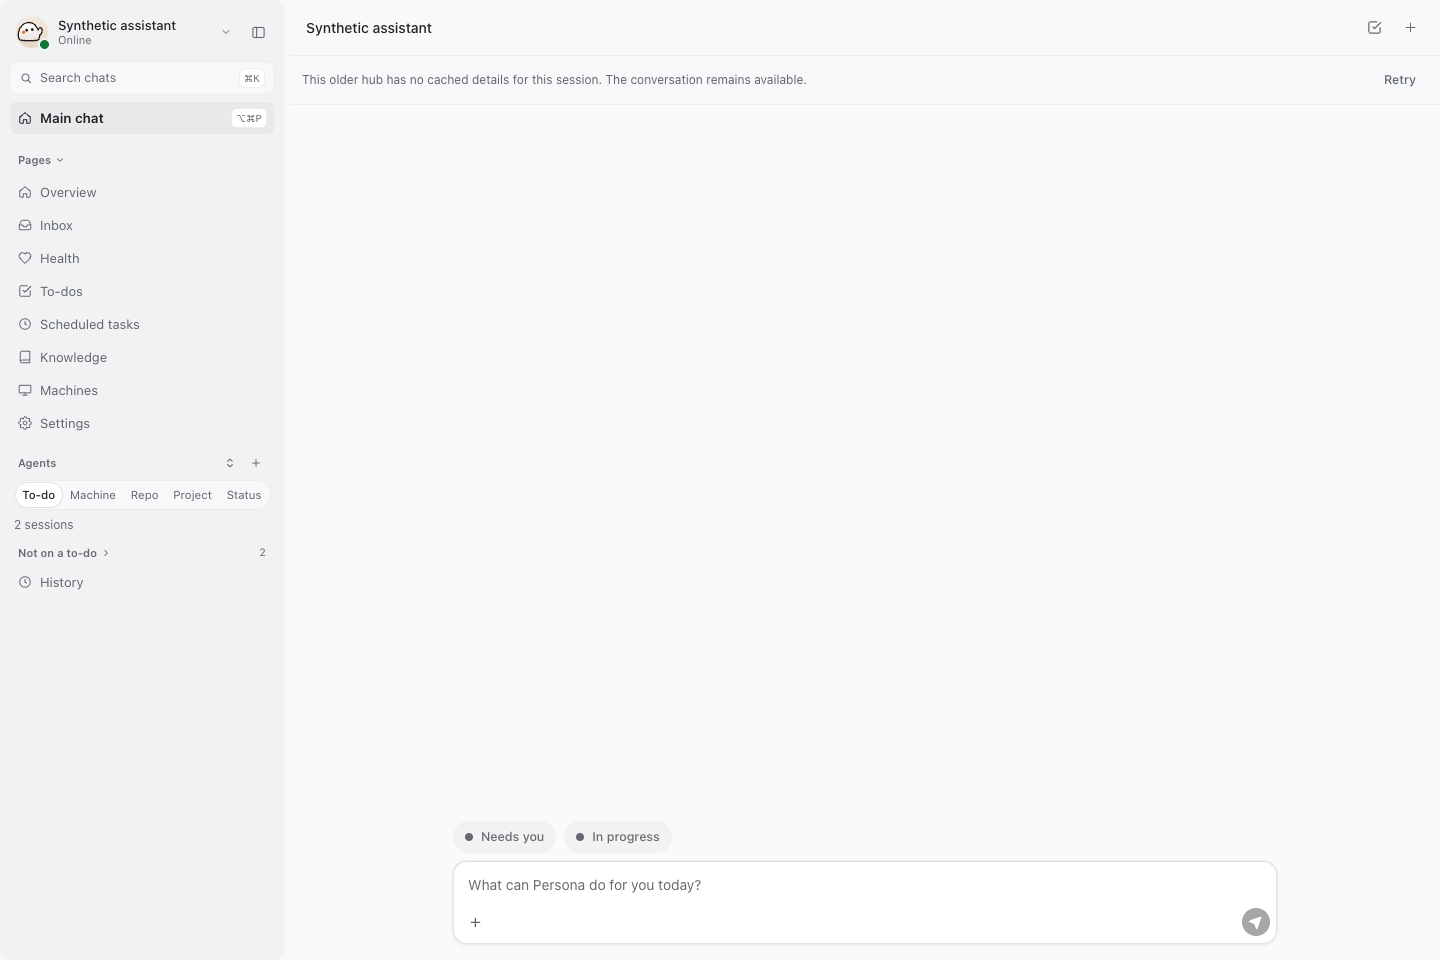 Synthetic assistant
Online
Search chats
⌘K
Main chat
⌥⌘P
Pages
Overview
Inbox
Health
To-dos
Scheduled tasks
Knowledge
Machines
Settings
Agents
To-do Machine Repo Project Status
2 sessions
Not on a to-do
2
History
Synthetic assistant
This older hub has no cached details for this session. The conversation remains available.
Retry
Needs you
In progress
What can Persona do for you today?